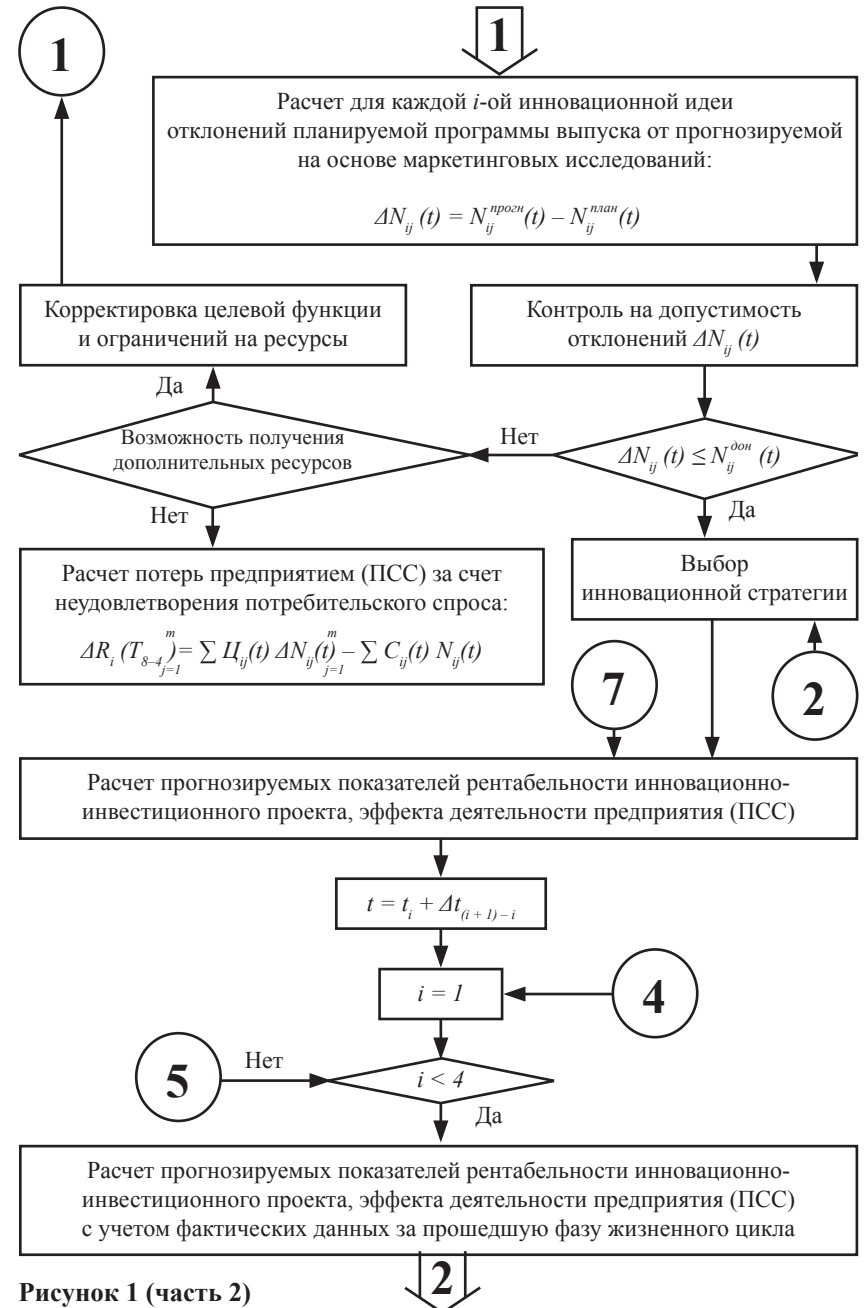 1
1
Расчет для каждой i-ой инновационной идеи
отклонений планируемой программы выпуска от прогнозируемой
на основе маркетинговых исследований:
ΔN_ij (t) = N_ij^прогн(t) – N_ij^план(t)
Корректировка целевой функции
и ограничений на ресурсы
Контроль на допустимость
отклонений ΔN_ij (t)
Да
Возможность получения
дополнительных ресурсов
Нет
ΔN_ij (t) ≤ N_ij^дон (t)
Нет
Да
Расчет потерь предприятием (ПСС) за счет
неудовлетворения потребительского спроса:
ΔR_i (T_8–4)^m_j=1 = ∑ Ц_ij(t) ΔN_ij(t)^m_j=1 – ∑ C_ij(t) N_ij(t)
Выбор
инновационной стратегии
7
2
Расчет прогнозируемых показателей рентабельности инновационно-
инвестиционного проекта, эффекта деятельности предприятия (ПСС)
t = t_i + Δt_(i + 1) – i
i = 1
4
5
Нет
i < 4
Да
Расчет прогнозируемых показателей рентабельности инновационно-
инвестиционного проекта, эффекта деятельности предприятия (ПСС)
с учетом фактических данных за прошедшую фазу жизненного цикла
2
Рисунок 1 (часть 2)